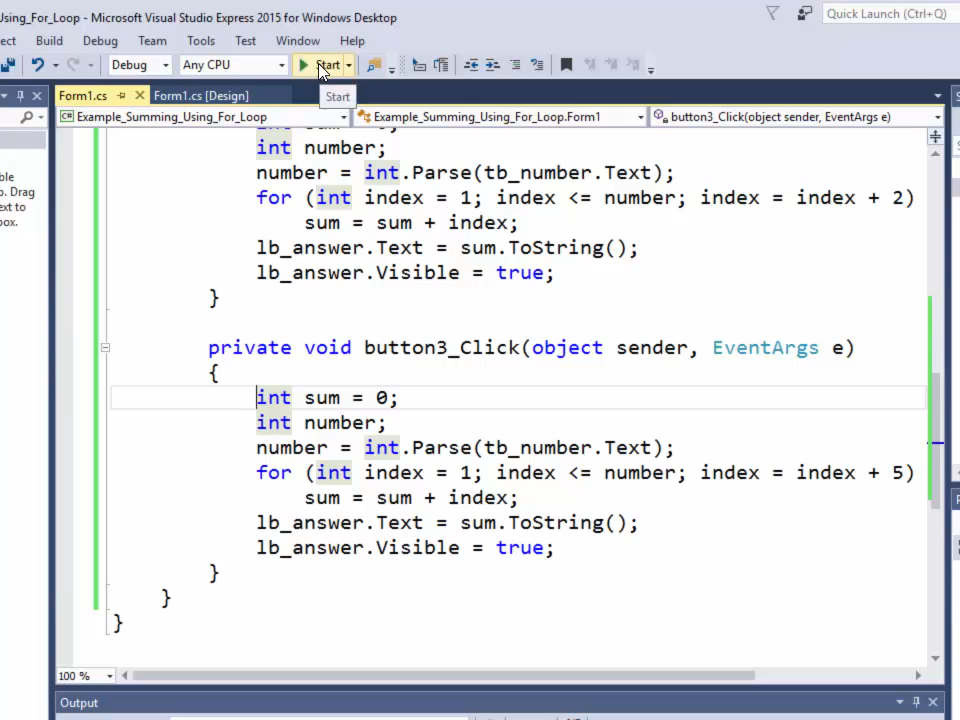 Using_For_Loop - Microsoft Visual Studio Express 2015 for Windows Desktop
Quick Launch (Ctrl+Q)
ect Build Debug Team Tools Test Window Help
Debug Any CPU Start
Form1.cs Form1.cs [Design]
Start
Example_Summing_Using_For_Loop Example_Summing_Using_For_Loop.Form1 button3_Click(object sender, EventArgs e)
int number;
number = int.Parse(tb_number.Text);
for (int index = 1; index <= number; index = index + 2)
sum = sum + index;
lb_answer.Text = sum.ToString();
lb_answer.Visible = true;
}
ble
o. Drag
ext to
box.
private void button3_Click(object sender, EventArgs e)
{
int sum = 0;
int number;
number = int.Parse(tb_number.Text);
for (int index = 1; index <= number; index = index + 5)
sum = sum + index;
lb_answer.Text = sum.ToString();
lb_answer.Visible = true;
}
}
}
100 %
Output